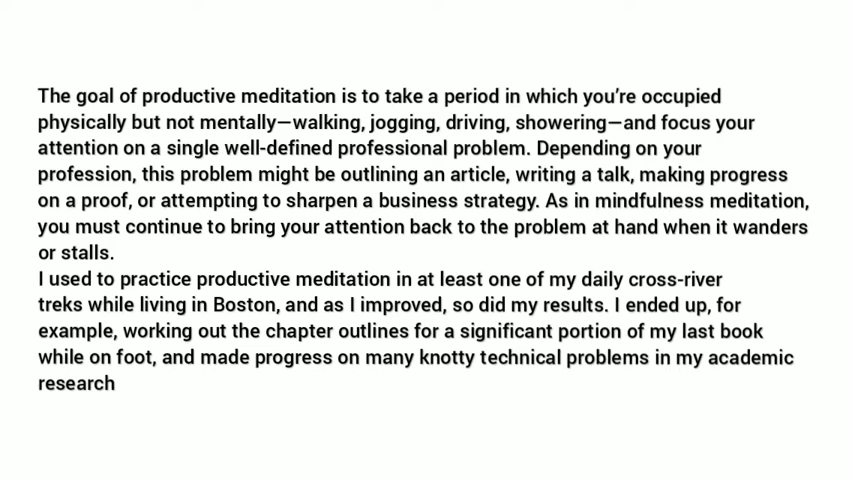 The goal of productive meditation is to take a period in which you’re occupied
physically but not mentally—walking, jogging, driving, showering—and focus your
attention on a single well-defined professional problem. Depending on your
profession, this problem might be outlining an article, writing a talk, making progress
on a proof, or attempting to sharpen a business strategy. As in mindfulness meditation,
you must continue to bring your attention back to the problem at hand when it wanders
or stalls.
I used to practice productive meditation in at least one of my daily cross-river
treks while living in Boston, and as I improved, so did my results. I ended up, for
example, working out the chapter outlines for a significant portion of my last book
while on foot, and made progress on many knotty technical problems in my academic
research